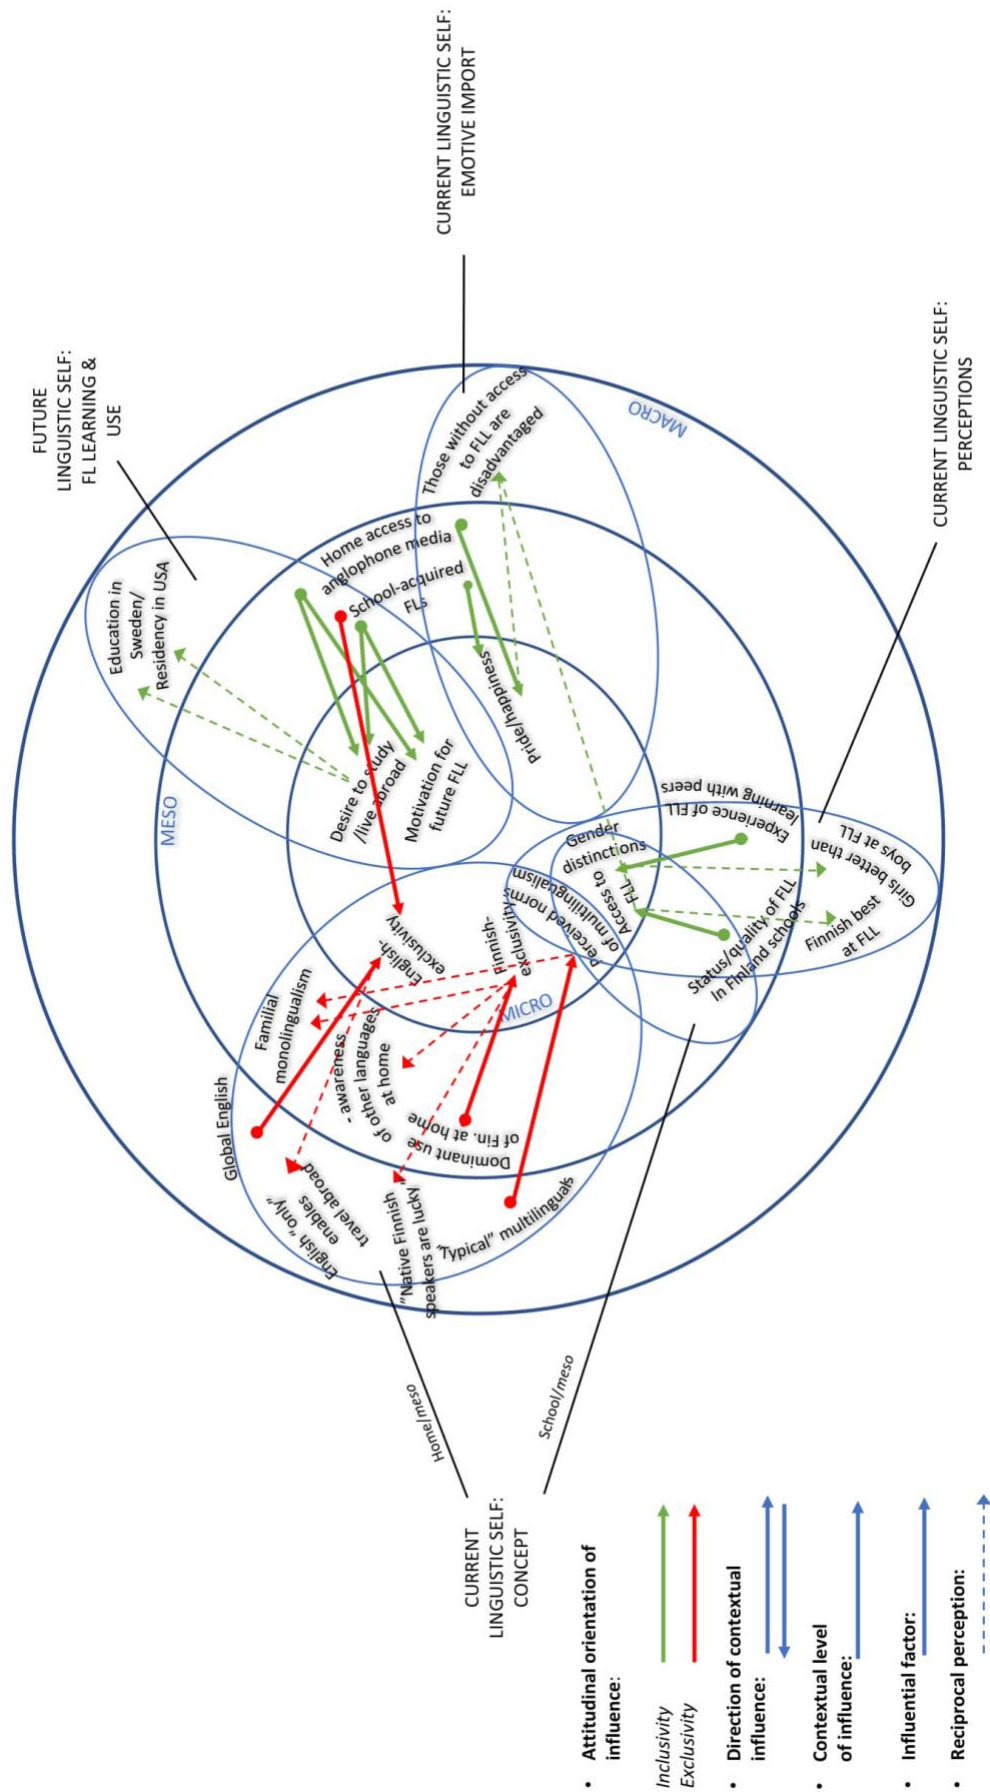 FUTURE
LINGUISTIC SELF:
FL LEARNING &
USE
CURRENT LINGUISTIC SELF:
EMOTIVE IMPORT
CURRENT LINGUISTIC SELF:
PERCEPTIONS
CURRENT
LINGUISTIC SELF:
CONCEPT
Home/meso
School/meso
MACRO
MESO
MICRO
Education in
Sweden/
Residency in USA
Home access to
anglophone media
School-acquired
FLs
Desire to study
/live abroad
Motivation for
future FLL
Those without access
to FLL are
disadvantaged
Pride/happiness
Gender
distinctions
Access to
FLL
Perceived norms
of multilingualism
Experience of FLL
learning with peers
Girls better than
boys at FLL
Finnish best
at FLL
Status/quality of FLL
In Finland schools
English-
exclusivity
Finnish-
exclusivity
Familial
monolingualism
Global English
- awareness
of other languages
at home
Dominant use
of Fin. at home
English "only"
enables
travel abroad
"Native Finnish"
speakers are lucky
"Typical" multilinguals
• Attitudinal orientation of
influence:
Inclusivity
Exclusivity
• Direction of contextual
influence:
• Contextual level
of influence:
• Influential factor:
• Reciprocal perception: